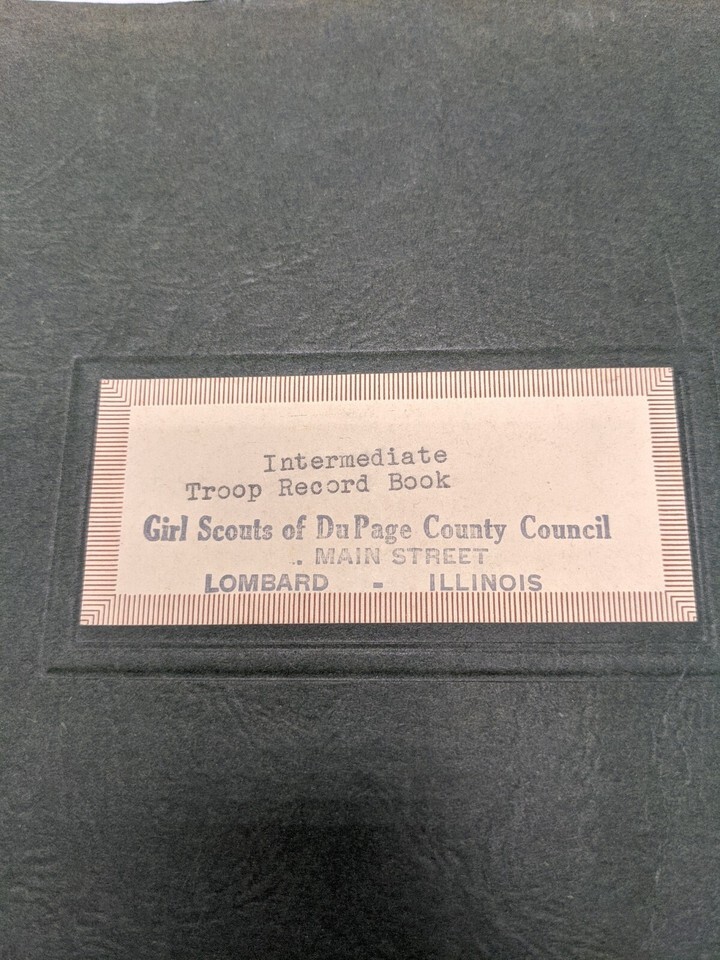 Intermediate
Troop Record Book
Girl Scouts of DuPage County Council
MAIN STREET
LOMBARD - ILLINOIS